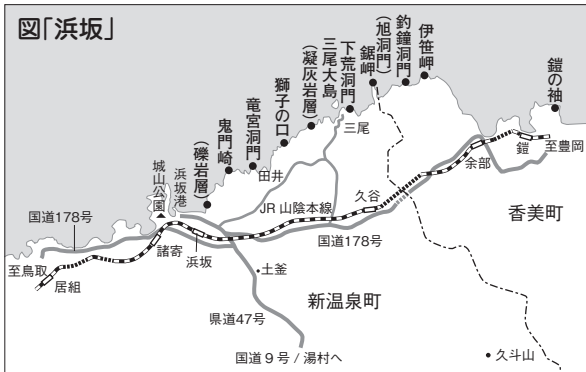 図「浜坂」
城山公園
浜坂港
(礫岩層)
鬼門崎
竜宮洞門
獅子の口
(凝灰岩層)
三尾大島
下荒洞門
(旭洞門)
鋸岬
釣鐘洞門
伊笹岬
鎧の袖
三尾
田井
至豊岡
鎧
余部
久谷
JR山陰本線
国道178号
香美町
国道178号
至鳥取
居組
諸寄
浜坂
土釜
新温泉町
県道47号
国道9号/湯村へ
久斗山